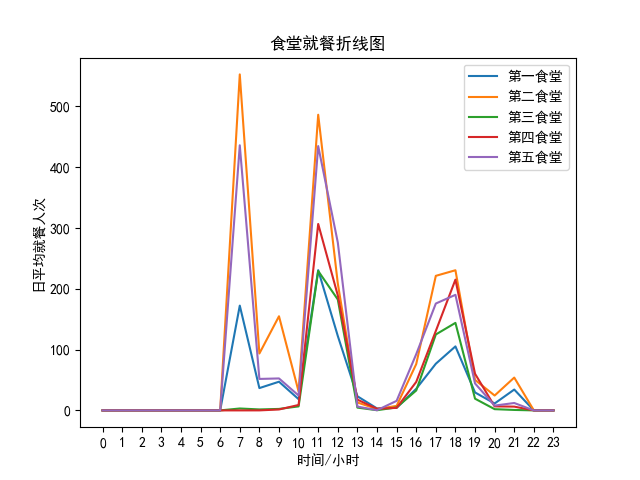 食堂就餐折线图
第一食堂
第二食堂
第三食堂
第四食堂
第五食堂
日平均就餐人次
500
400
300
200
100
0
0 1 2 3 4 5 6 7 8 9 10 11 12 13 14 15 16 17 18 19 20 21 22 23
时间/小时